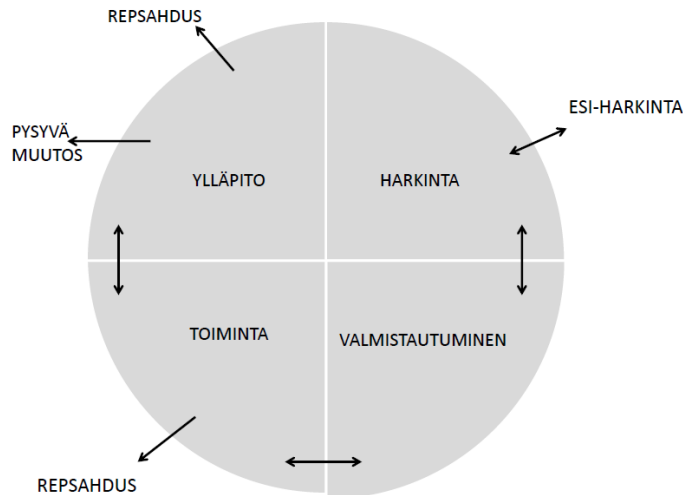 REPSAHDUS
ESI-HARKINTA
PYSYVÄ
MUUTOS
YLLÄPITO
HARKINTA
TOIMINTA
VALMISTAUTUMINEN
REPSAHDUS